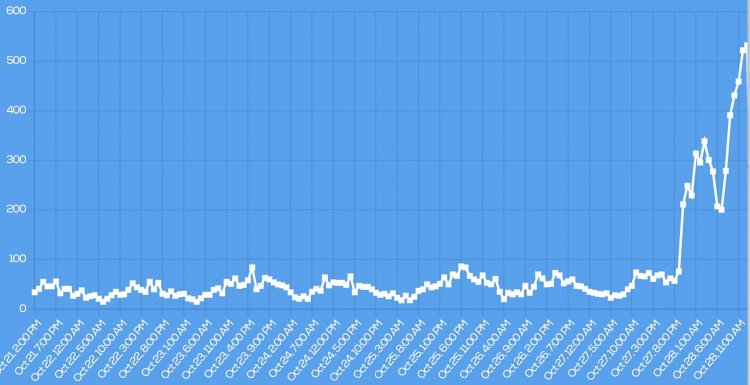 600
500
400
300
200
100
0
Oct 21, 2:00 PM
Oct 21, 7:00 PM
Oct 22, 12:00 AM
Oct 22, 5:00 AM
Oct 22, 10:00 AM
Oct 22, 3:00 PM
Oct 22, 8:00 PM
Oct 23, 1:00 AM
Oct 23, 6:00 AM
Oct 23, 11:00 AM
Oct 23, 4:00 PM
Oct 23, 9:00 PM
Oct 24, 2:00 AM
Oct 24, 7:00 AM
Oct 24, 12:00 PM
Oct 24, 5:00 PM
Oct 24, 10:00 PM
Oct 25, 3:00 AM
Oct 25, 8:00 AM
Oct 25, 1:00 PM
Oct 25, 6:00 PM
Oct 25, 11:00 PM
Oct 26, 4:00 AM
Oct 26, 9:00 AM
Oct 26, 2:00 PM
Oct 26, 7:00 PM
Oct 27, 12:00 AM
Oct 27, 5:00 AM
Oct 27, 10:00 AM
Oct 27, 3:00 PM
Oct 27, 8:00 PM
Oct 28, 1:00 AM
Oct 28, 6:00 AM
Oct 28, 11:00 AM